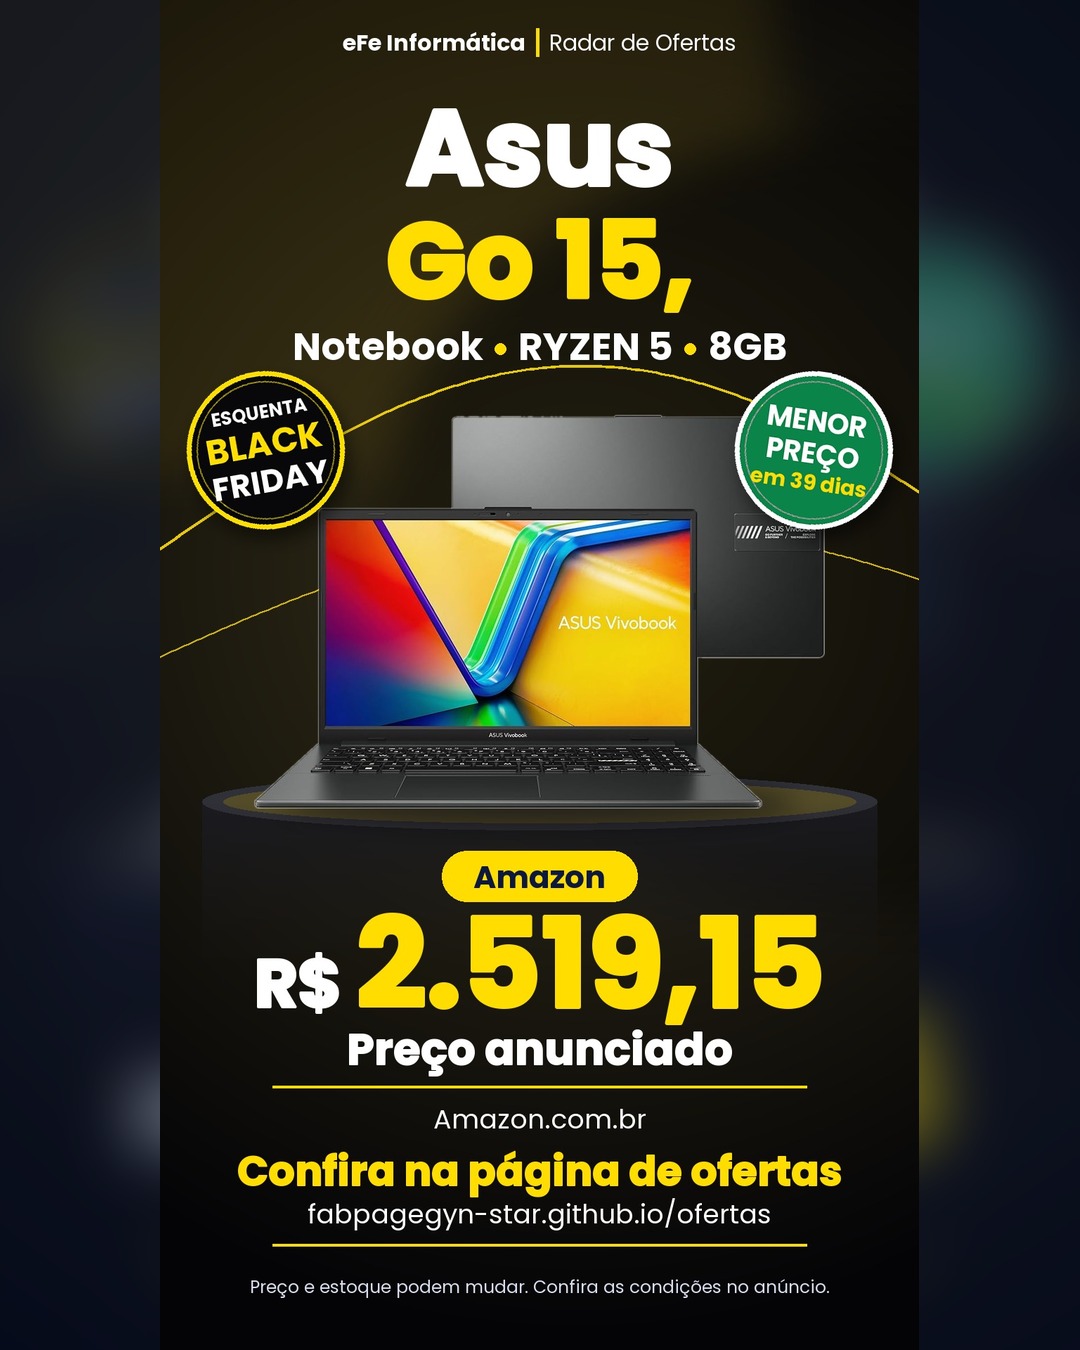 eFe Informática | Radar de Ofertas
Asus
Go 15,
Notebook • RYZEN 5 • 8GB
ESQUENTA
BLACK
FRIDAY
MENOR
PREÇO
em 39 dias
ASUS Vivobook
ASUS Vivobook
Amazon
R$ 2.519,15
Preço anunciado
Amazon.com.br
Confira na página de ofertas
fabpagegyn-star.github.io/ofertas
Preço e estoque podem mudar. Confira as condições no anúncio.